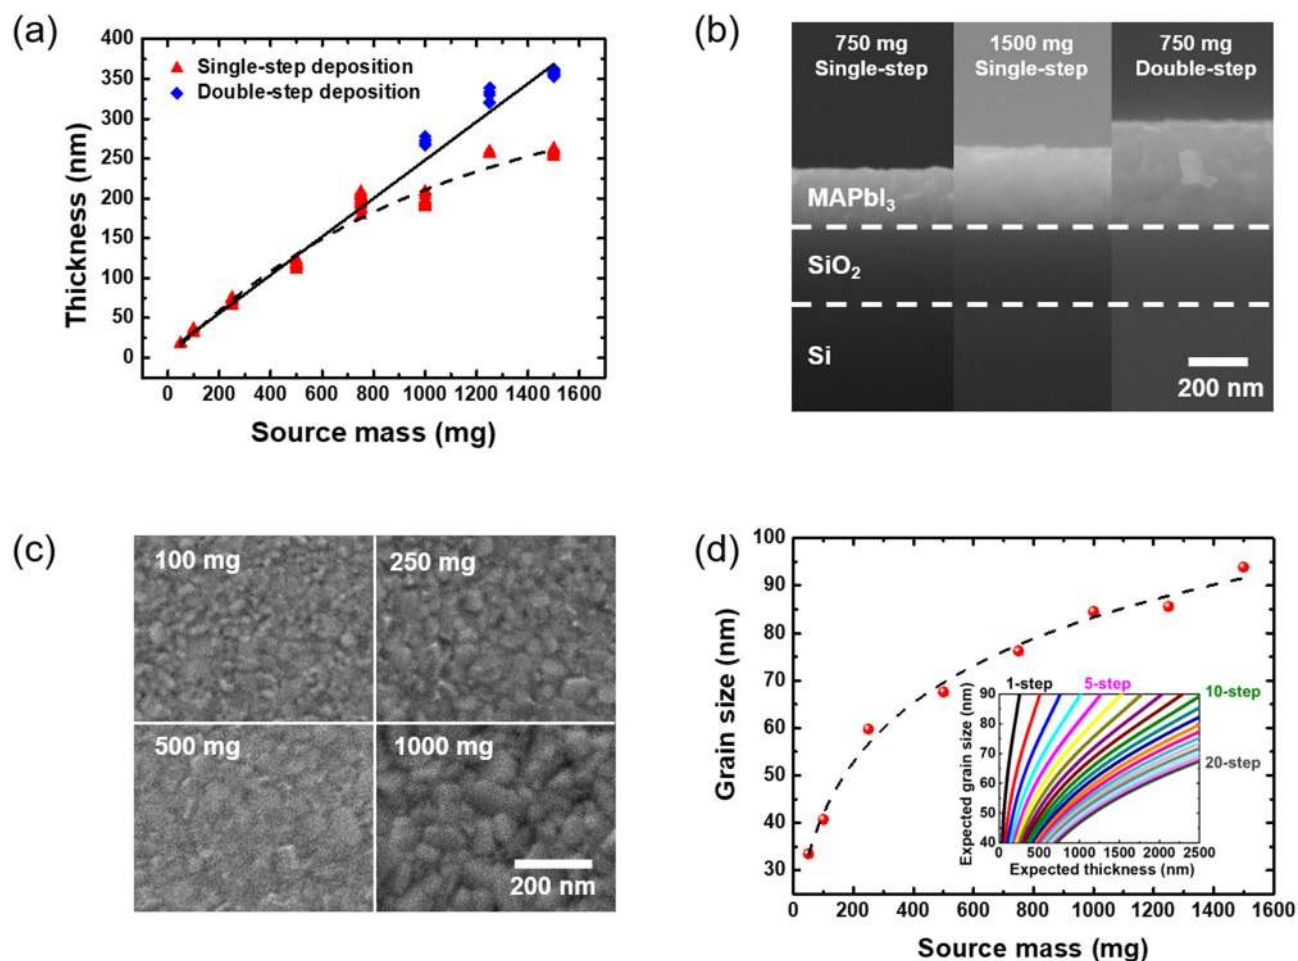 (a)
400
350
300
250
200
150
100
50
0
Thickness (nm)
Single-step deposition
Double-step deposition
0 200 400 600 800 1000 1200 1400 1600
Source mass (mg)
(b)
750 mg
Single-step
1500 mg
Single-step
750 mg
Double-step
MAPbI3
SiO2
Si
200 nm
(c)
100 mg
250 mg
500 mg
1000 mg
200 nm
(d)
100
90
80
70
60
50
40
30
Grain size (nm)
0 200 400 600 800 1000 1200 1400 1600
Source mass (mg)
1-step
5-step
10-step
20-step
90
80
70
60
50
40
Expected grain size (nm)
0 500 1000 1500 2000 2500
Expected thickness (nm)